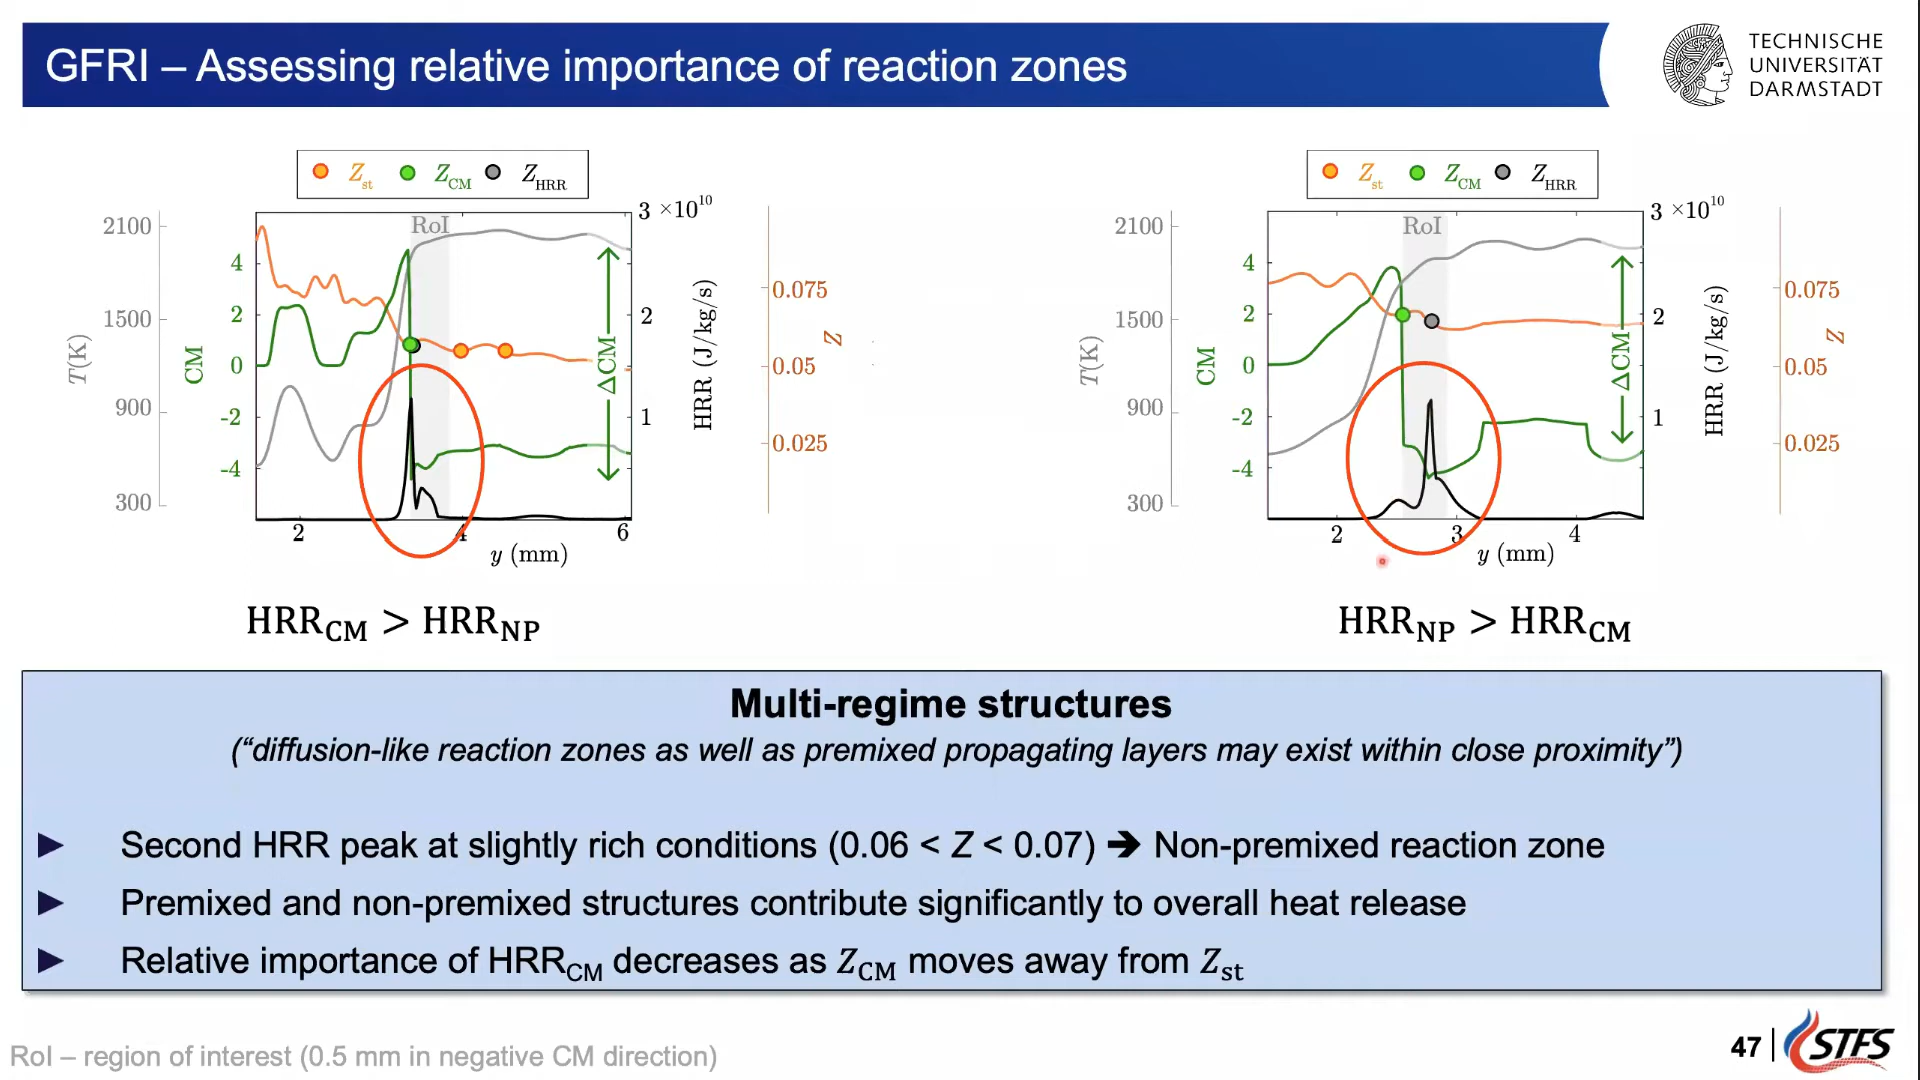 GFRI – Assessing relative importance of reaction zones
TECHNISCHE
UNIVERSITÄT
DARMSTADT
Z_st Z_CM Z_HRR
2100
1500
900
300
T(K)
4
2
0
-2
-4
CM
RoI
ΔCM
3 ×10^10
2
1
HRR (J/kg/s)
0.075
0.05
0.025
Z
2 4 6
y (mm)
Z_st Z_CM Z_HRR
2100
1500
900
300
T(K)
4
2
0
-2
-4
CM
RoI
ΔCM
3 ×10^10
2
1
HRR (J/kg/s)
0.075
0.05
0.025
Z
2 3 4
y (mm)
HRR_CM > HRR_NP
HRR_NP > HRR_CM
Multi-regime structures
(“diffusion-like reaction zones as well as premixed propagating layers may exist within close proximity”)
► Second HRR peak at slightly rich conditions (0.06 < Z < 0.07) ➔ Non-premixed reaction zone
► Premixed and non-premixed structures contribute significantly to overall heat release
► Relative importance of HRR_CM decreases as Z_CM moves away from Z_st
RoI – region of interest (0.5 mm in negative CM direction)
47 | STFS